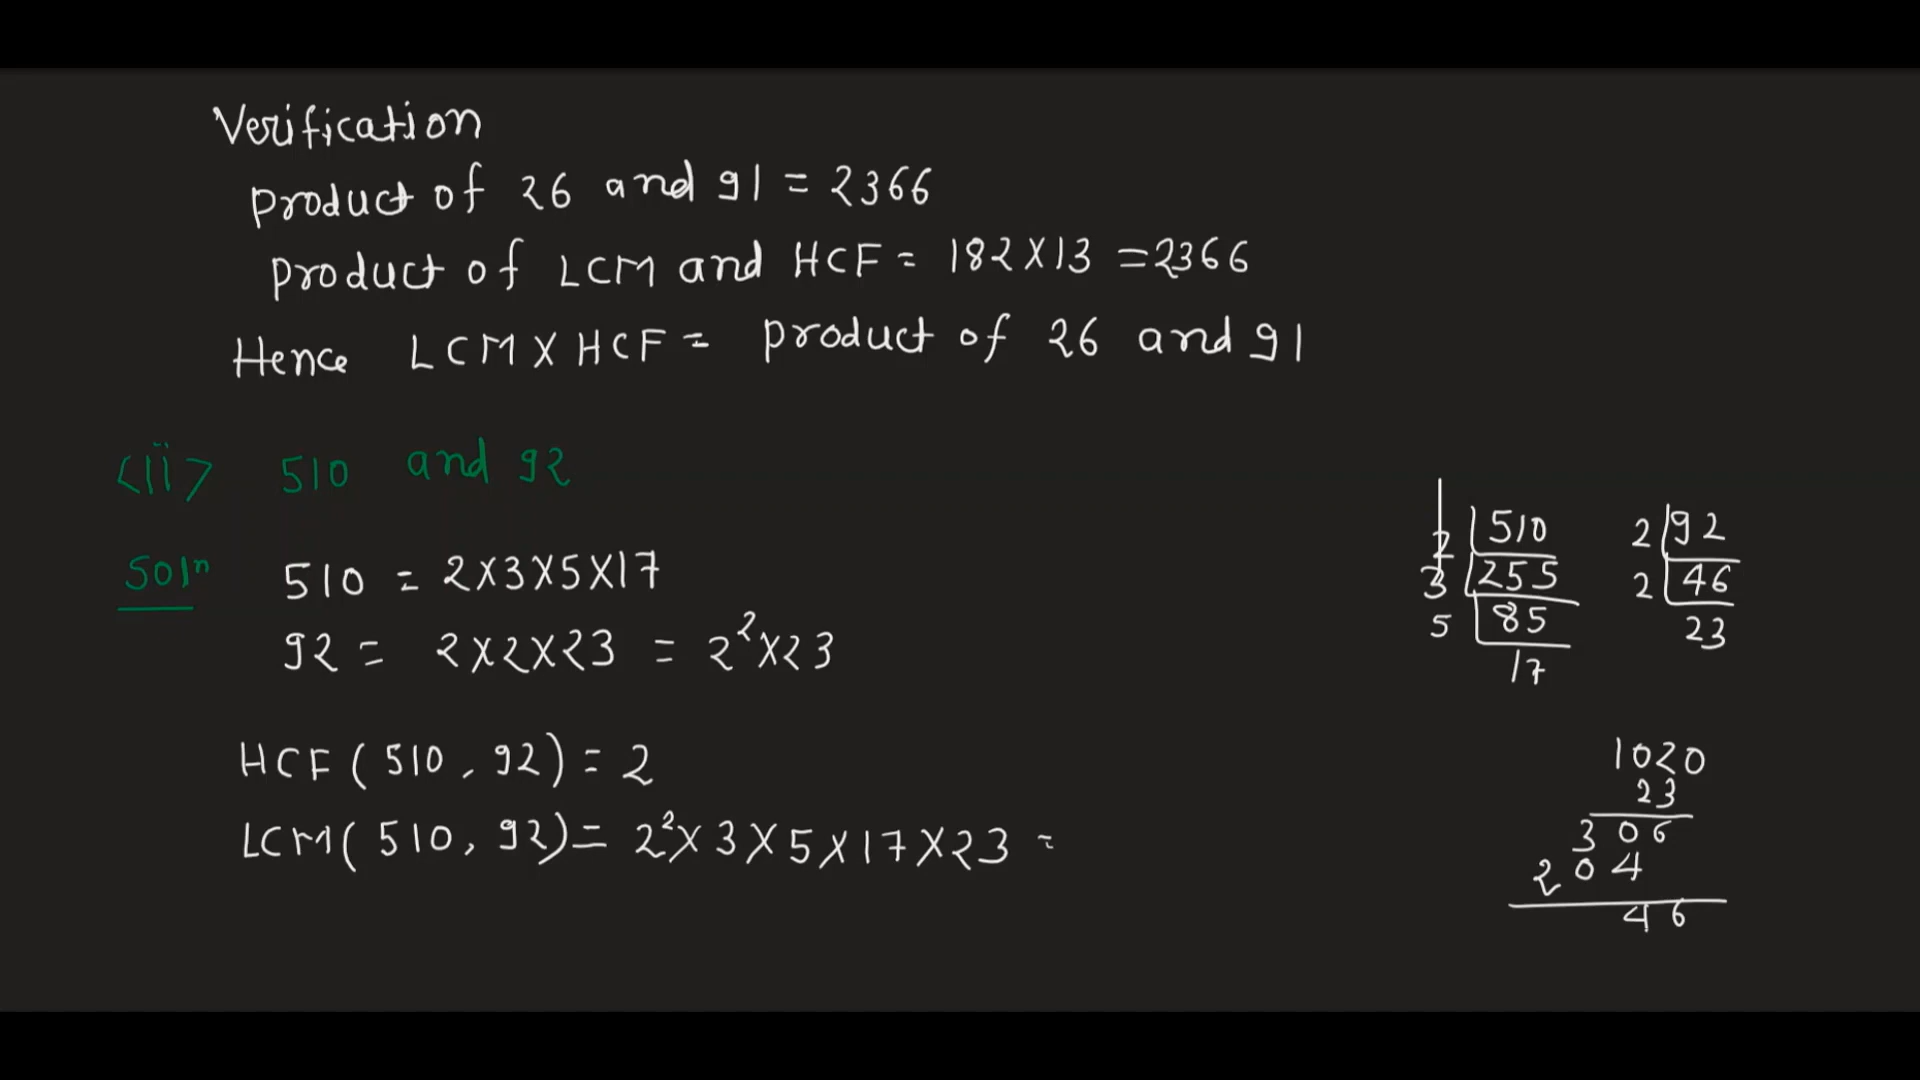 Verification
product of 26 and 91 = 2366
product of LCM and HCF = 182X13 =2366
Hence LCM X HCF = product of 26 and 91
<ii> 510 and 92
Solⁿ 510 = 2X3X5X17
92 = 2X2X23 = 2²X23
HCF (510, 92) = 2
LCM (510, 92) = 2²X3X5X17X23 =
2 510
3 255
5 85
17
2 92
2 46
23
1020
23
306
204
46